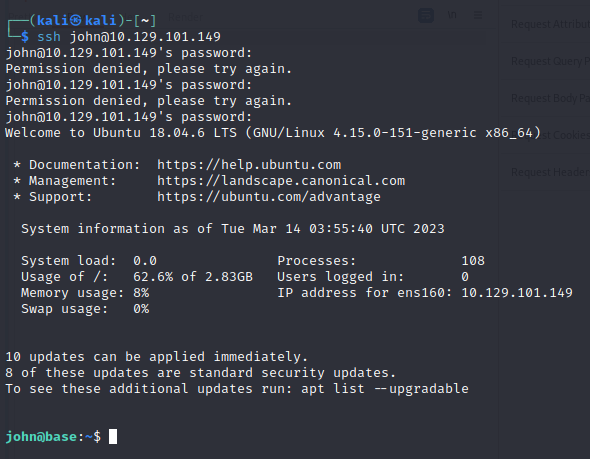 ┌──(kali㉿kali)-[~]
└─$ ssh john@10.129.101.149
john@10.129.101.149's password:
Permission denied, please try again.
john@10.129.101.149's password:
Permission denied, please try again.
john@10.129.101.149's password:
Welcome to Ubuntu 18.04.6 LTS (GNU/Linux 4.15.0-151-generic x86_64)
* Documentation:  https://help.ubuntu.com
* Management:     https://landscape.canonical.com
* Support:        https://ubuntu.com/advantage
System information as of Tue Mar 14 03:55:40 UTC 2023
System load:  0.0               Processes:             108
Usage of /:   62.6% of 2.83GB   Users logged in:       0
Memory usage: 8%                IP address for ens160: 10.129.101.149
Swap usage:   0%
10 updates can be applied immediately.
8 of these updates are standard security updates.
To see these additional updates run: apt list --upgradable
john@base:~$
Request Attribu
Request Query P
Request Body Pa
Request Cookies
Request Header